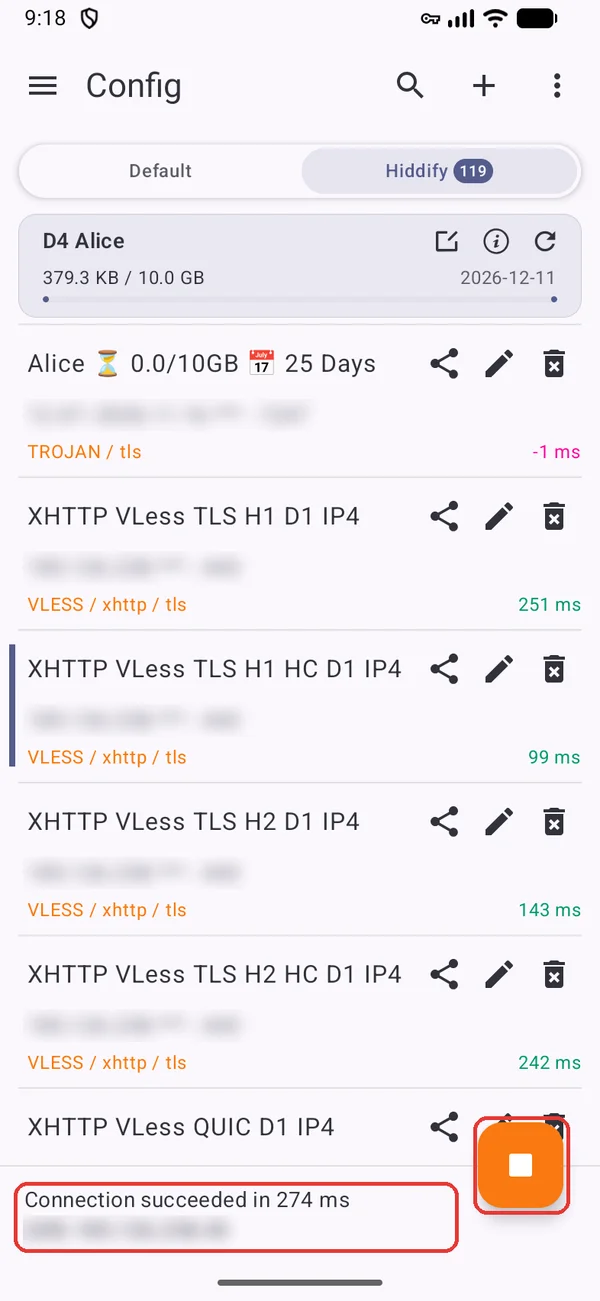 9:18
Config
Default
Hiddify 119
D4 Alice
379.3 KB / 10.0 GB
2026-12-11
Alice ⏳ 0.0/10GB 📅 25 Days
TROJAN / tls
-1 ms
XHTTP VLess TLS H1 D1 IP4
VLESS / xhttp / tls
251 ms
XHTTP VLess TLS H1 HC D1 IP4
VLESS / xhttp / tls
99 ms
XHTTP VLess TLS H2 D1 IP4
VLESS / xhttp / tls
143 ms
XHTTP VLess TLS H2 HC D1 IP4
VLESS / xhttp / tls
242 ms
XHTTP VLess QUIC D1 IP4
Connection succeeded in 274 ms